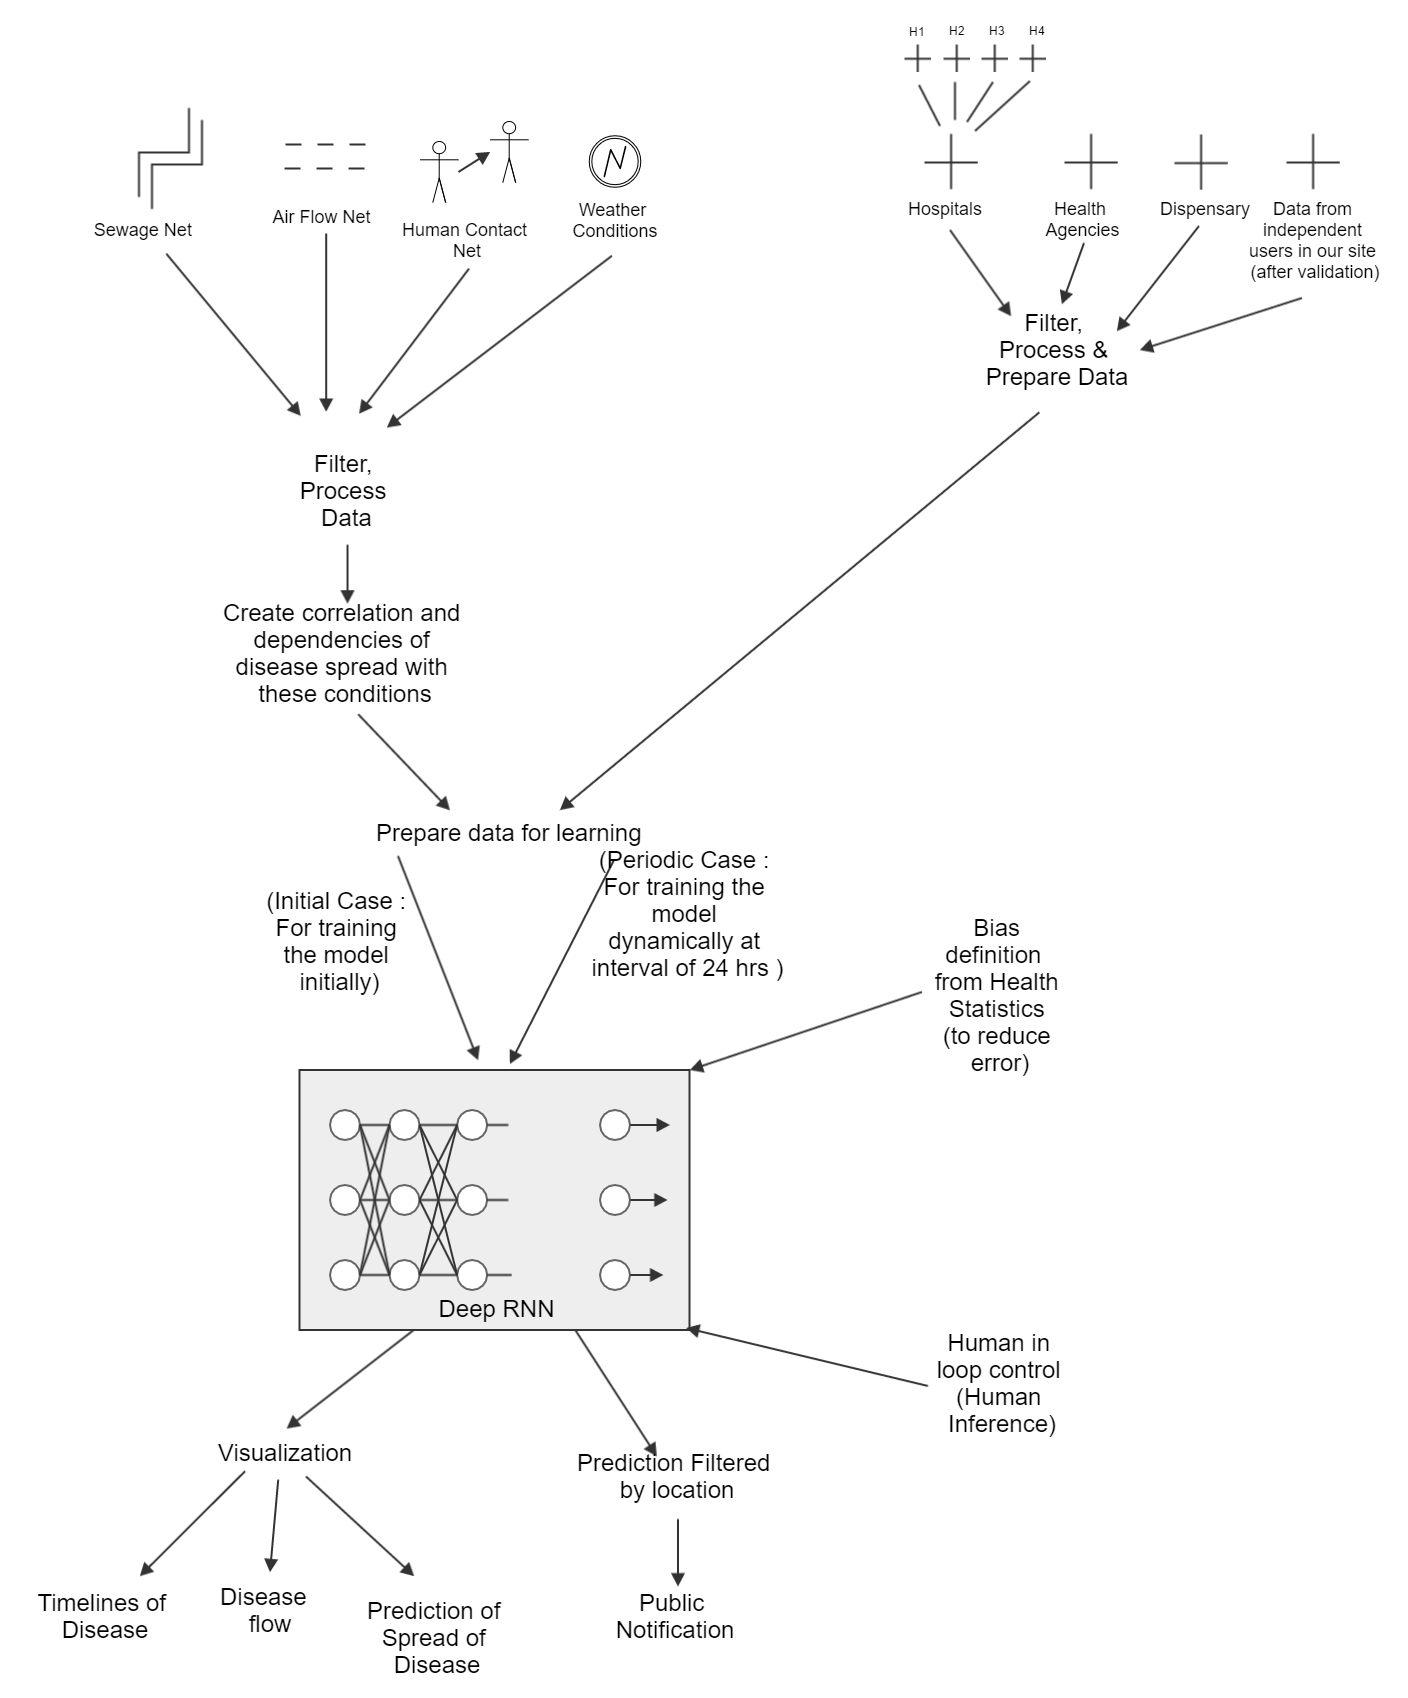 H1
H2
H3
H4
Sewage Net
Air Flow Net
Human Contact
Net
Weather
Conditions
Hospitals
Health
Agencies
Dispensary
Data from
independent
users in our site
(after validation)
Filter,
Process &
Prepare Data
Filter,
Process
Data
Create correlation and
dependencies of
disease spread with
these conditions
Prepare data for learning
(Initial Case :
For training
the model
initially)
(Periodic Case :
For training the
model
dynamically at
interval of 24 hrs )
Bias
definition
from Health
Statistics
(to reduce
error)
Deep RNN
Human in
loop control
(Human
Inference)
Visualization
Prediction Filtered
by location
Timelines of
Disease
Disease
flow
Prediction of
Spread of
Disease
Public
Notification